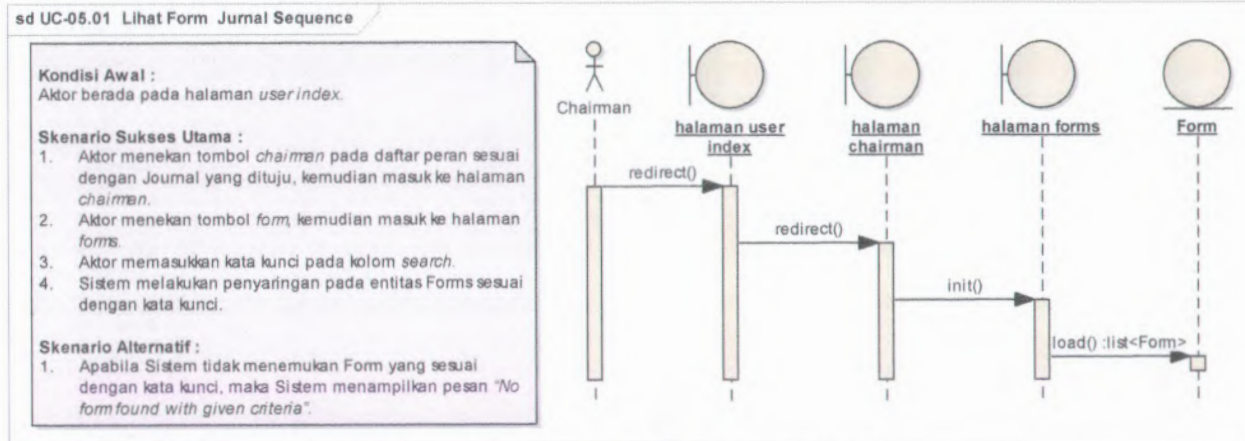 sd UC-05.01 Lihat Form Jurnal Sequence
Kondisi Awal :
Aktor berada pada halaman user index.
Skenario Sukses Utama :
1. Aktor menekan tombol chairman pada daftar peran sesuai
dengan Journal yang dituju, kemudian masuk ke halaman
chairman.
2. Aktor menekan tombol form, kemudian masuk ke halaman
forms.
3. Aktor memasukkan kata kunci pada kolom search.
4. Sistem melakukan penyaringan pada entitas Forms sesuai
dengan kata kunci.
Skenario Alternatif :
1. Apabila Sistem tidak menemukan Form yang sesuai
dengan kata kunci, maka Sistem menampilkan pesan "No
form found with given criteria".
Chairman
halaman user
index
halaman
chairman
halaman forms
Form
redirect()
redirect()
init()
load() :list<Form>